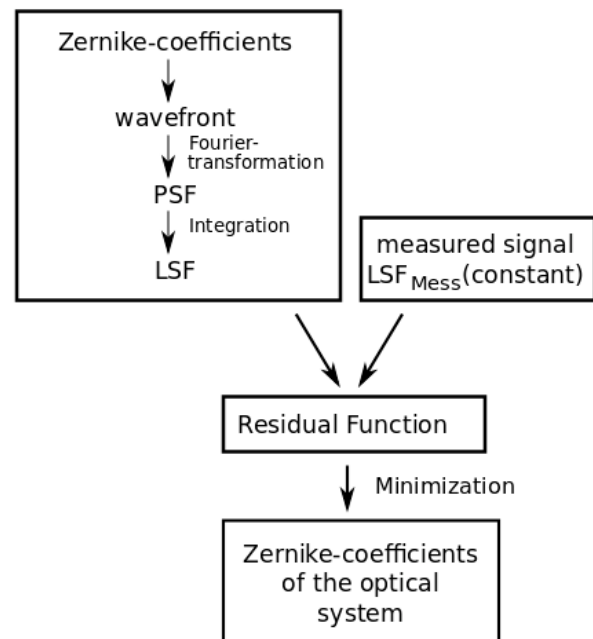 Zernike-coefficients
wavefront
Fourier-
transformation
PSF
Integration
LSF
measured signal
LSF_Mess(constant)
Residual Function
Minimization
Zernike-coefficients
of the optical
system